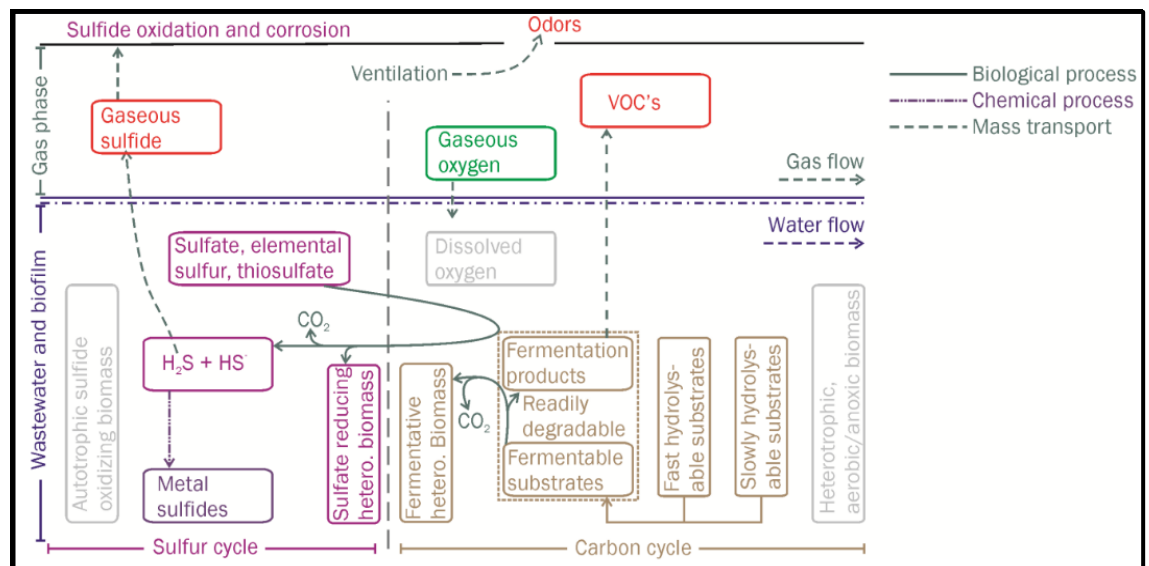 Sulfide oxidation and corrosion
Odors
Ventilation
Gas phase
Gaseous
sulfide
Gaseous
oxygen
VOC's
Biological process
Chemical process
Mass transport
Gas flow
Water flow
Wastewater and biofilm
Sulfate, elemental
sulfur, thiosulfate
Dissolved
oxygen
Autotrophic sulfide
oxidizing biomass
CO₂
H₂S + HS⁻
Metal
sulfides
Sulfate reducing
hetero. biomass
Fermentative
hetero. Biomass
CO₂
Fermentation
products
Readily
degradable
Fermentable
substrates
Fast hydrolys-
able substrates
Slowly hydrolys-
able substrates
Heterotrophic,
aerobic/anoxic biomass
Sulfur cycle
Carbon cycle